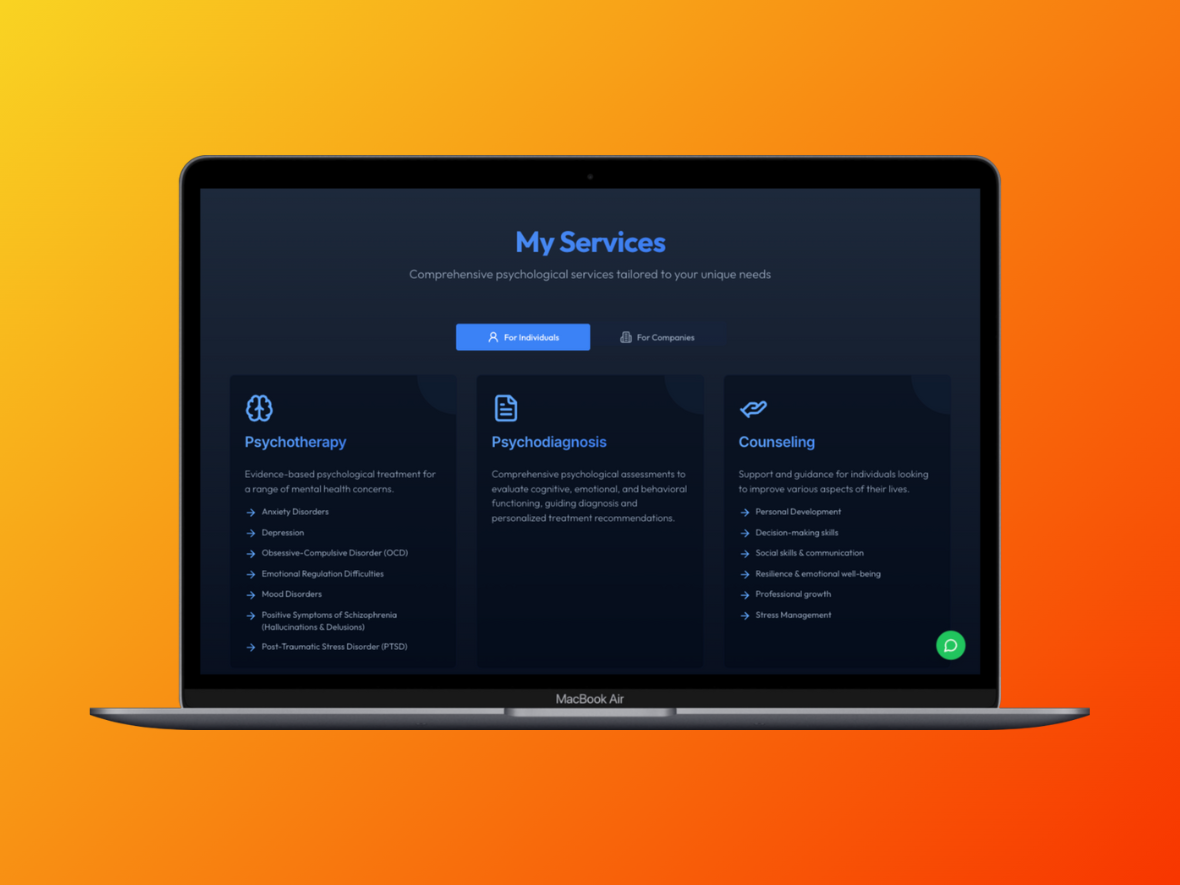 My Services
Comprehensive psychological services tailored to your unique needs
For Individuals
For Companies
Psychotherapy
Evidence-based psychological treatment for
a range of mental health concerns.
Anxiety Disorders
Depression
Obsessive-Compulsive Disorder (OCD)
Emotional Regulation Difficulties
Mood Disorders
Positive Symptoms of Schizophrenia
(Hallucinations & Delusions)
Post-Traumatic Stress Disorder (PTSD)
Psychodiagnosis
Comprehensive psychological assessments to
evaluate cognitive, emotional, and behavioral
functioning, guiding diagnosis and
personalized treatment recommendations.
Counseling
Support and guidance for individuals looking
to improve various aspects of their lives.
Personal Development
Decision-making skills
Social skills & communication
Resilience & emotional well-being
Professional growth
Stress Management
MacBook Air